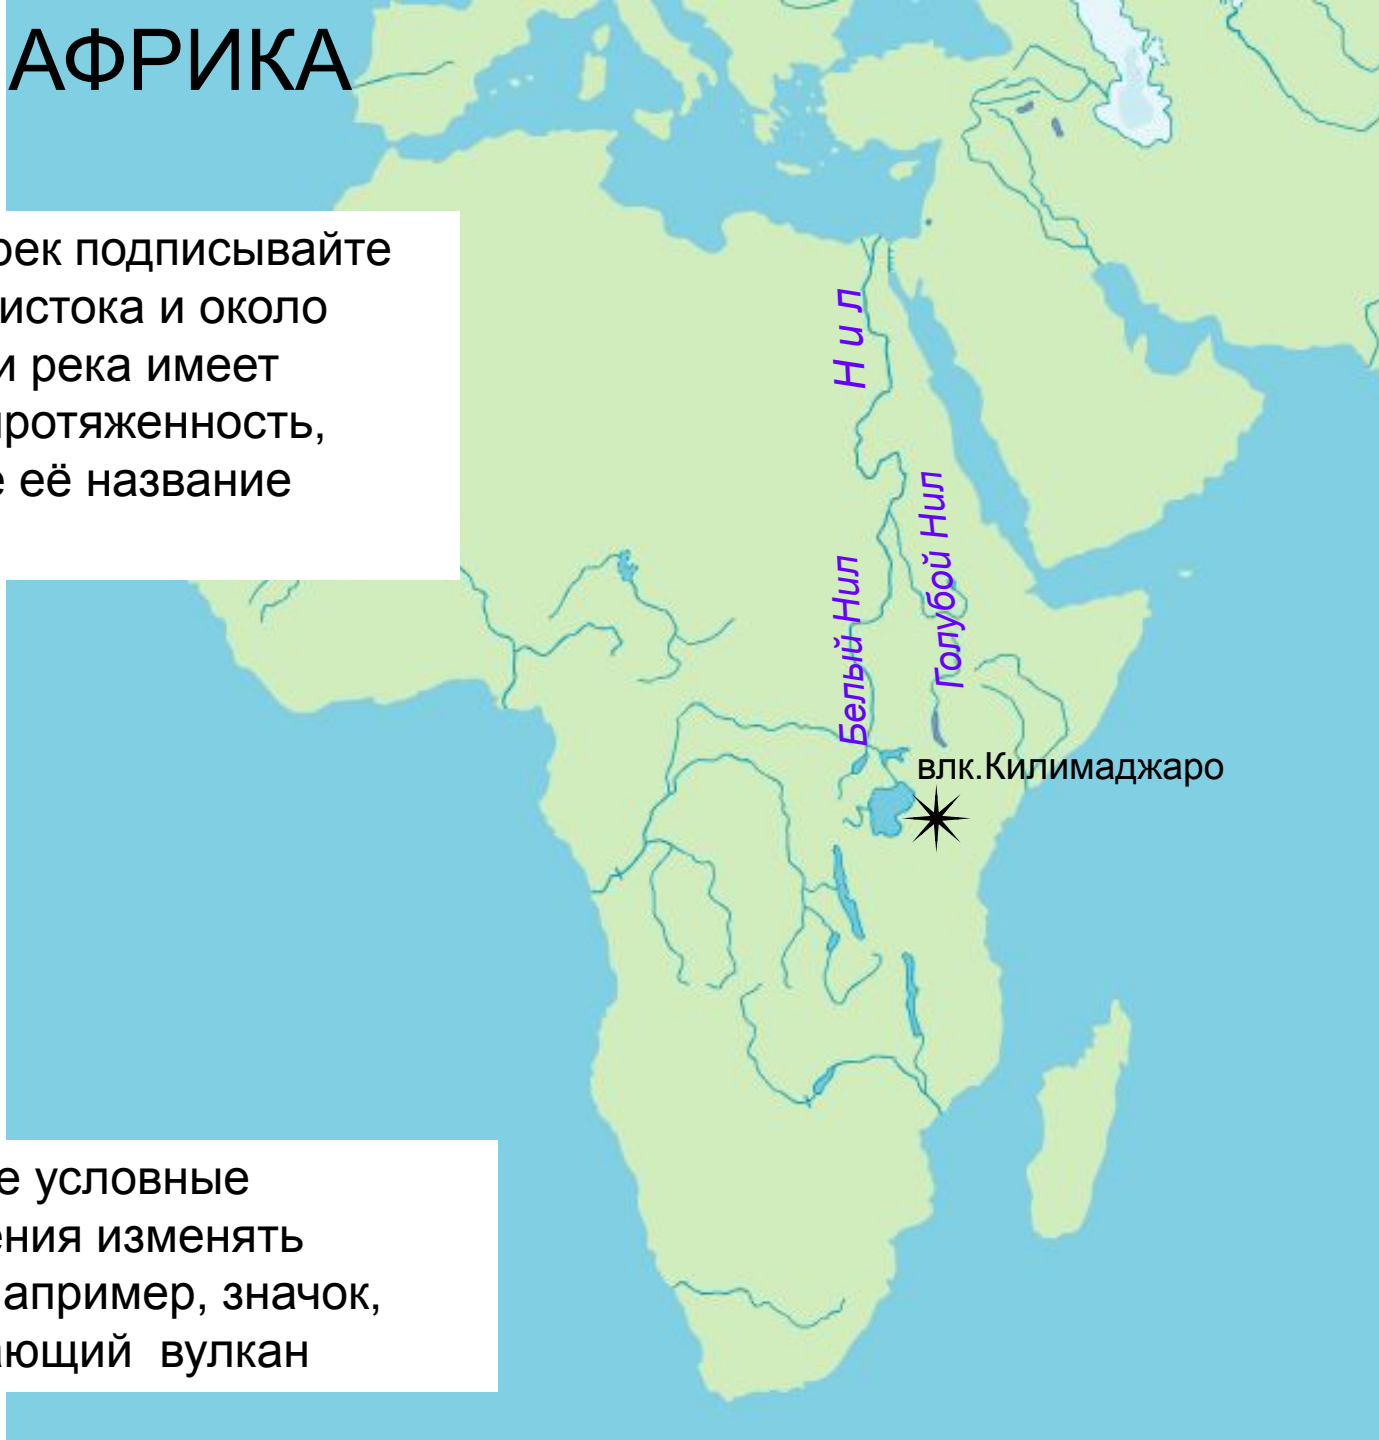 АФРИКА
рек подписывайте
истока и около
и река имеет
протяженность,
е её название
Нил
Голубой Нил
Белый Нил
влк.Килимаджаро
е условные
ения изменять
апример, значок,
ающий вулкан